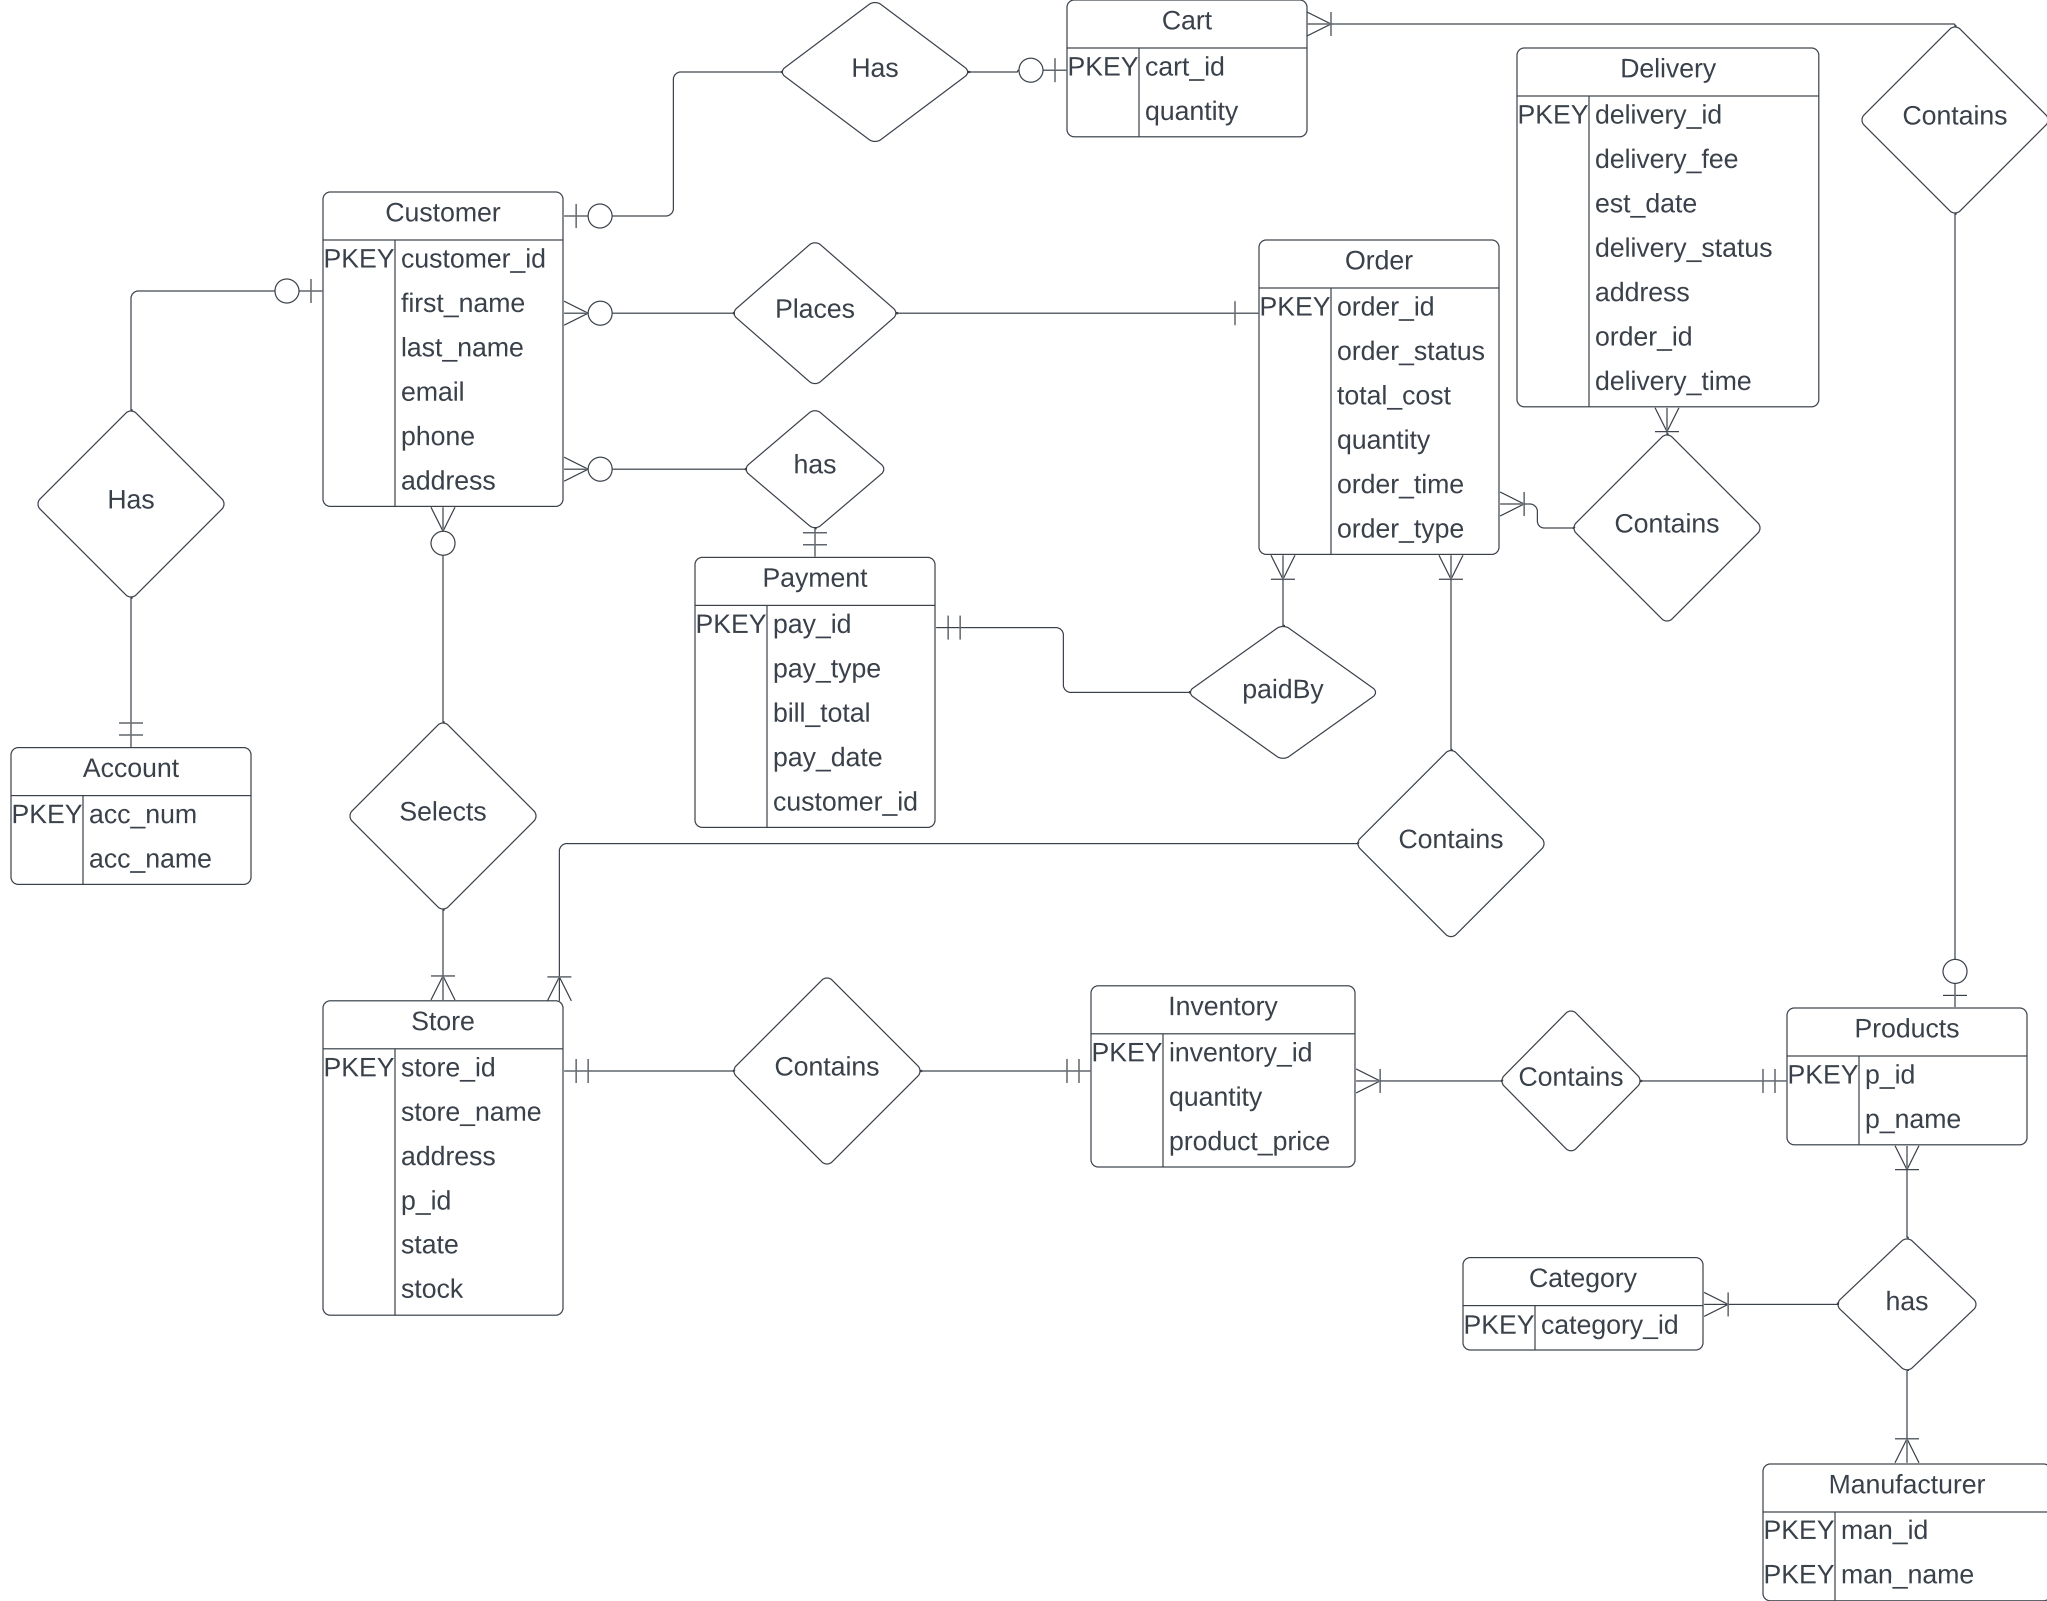 Cart
PKEY cart_id
quantity
Has
Contains
Delivery
PKEY delivery_id
delivery_fee
est_date
delivery_status
address
order_id
delivery_time
Customer
PKEY customer_id
first_name
last_name
email
phone
address
Places
Order
PKEY order_id
order_status
total_cost
quantity
order_time
order_type
has
Has
Contains
Payment
PKEY pay_id
pay_type
bill_total
pay_date
customer_id
paidBy
Account
PKEY acc_num
acc_name
Selects
Contains
Store
PKEY store_id
store_name
address
p_id
state
stock
Contains
Inventory
PKEY inventory_id
quantity
product_price
Contains
Products
PKEY p_id
p_name
Category
PKEY category_id
has
Manufacturer
PKEY man_id
PKEY man_name